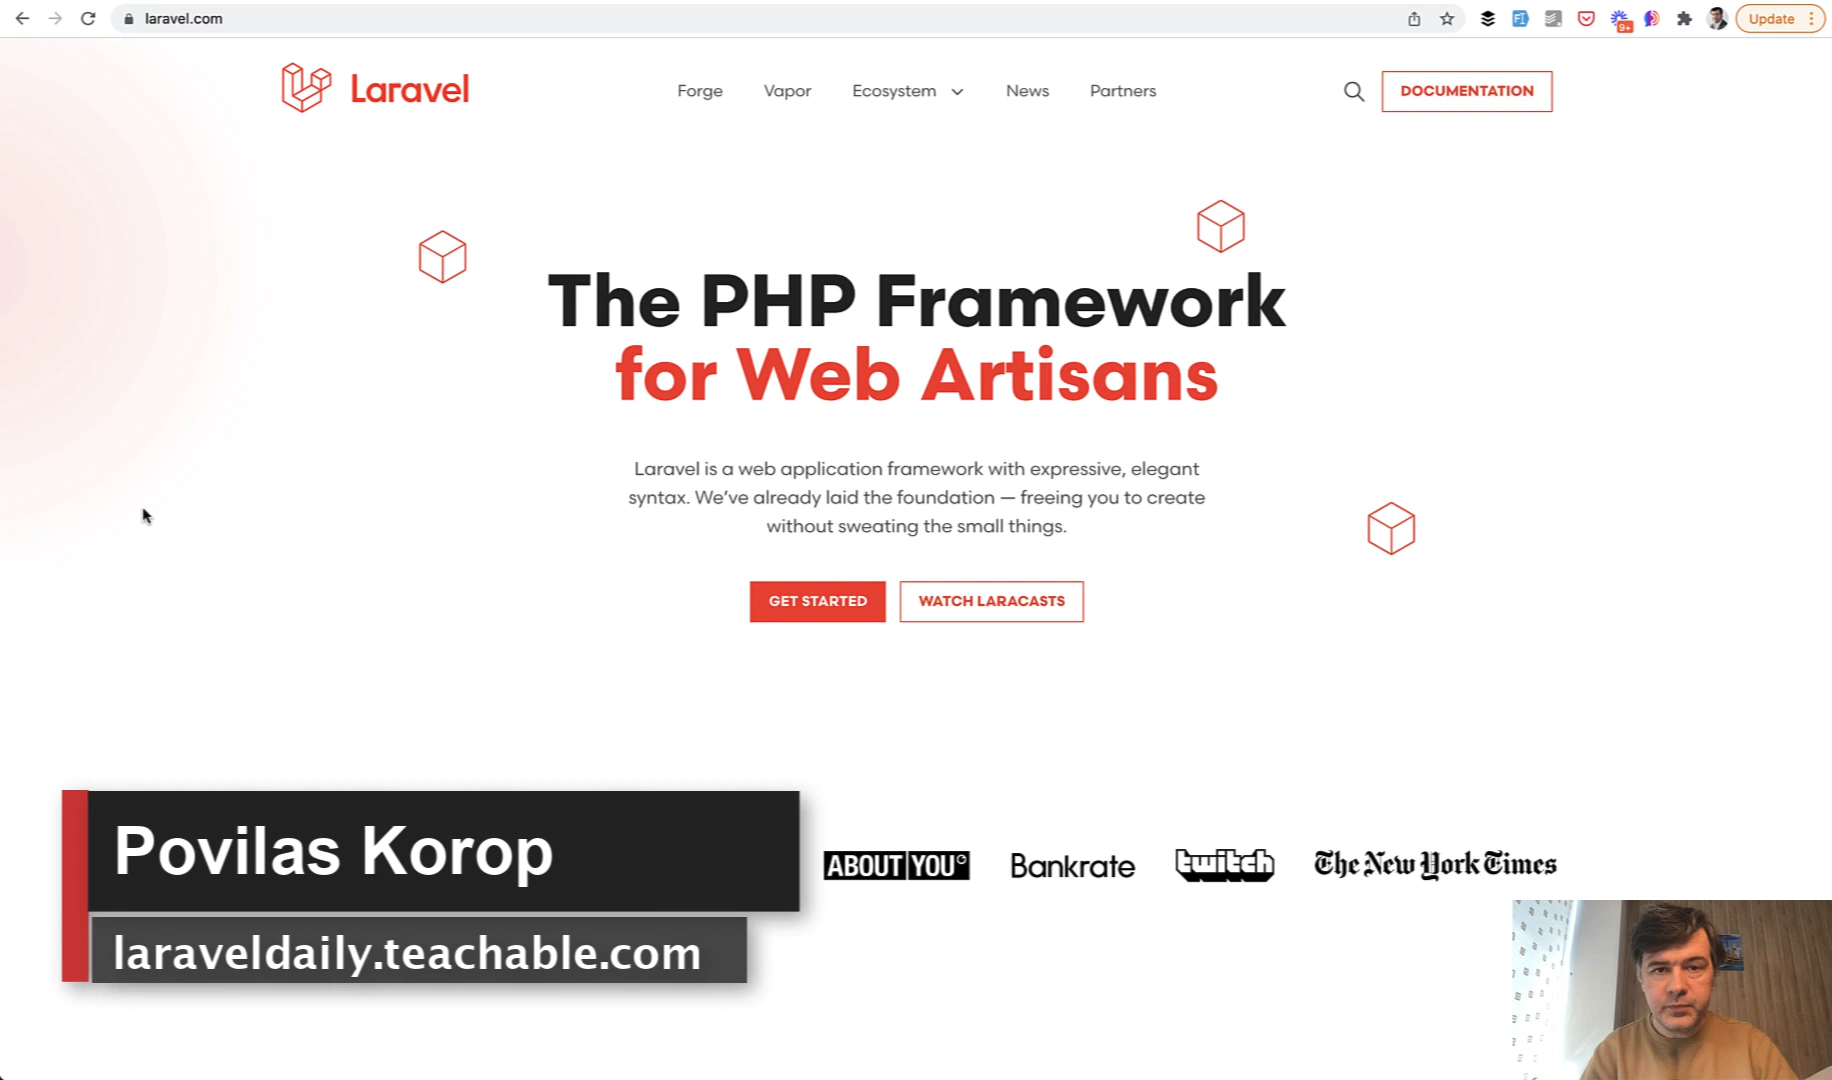 laravel.com
9+
Update
Laravel
Forge
Vapor
Ecosystem
News
Partners
DOCUMENTATION
The PHP Framework
for Web Artisans
Laravel is a web application framework with expressive, elegant
syntax. We’ve already laid the foundation — freeing you to create
without sweating the small things.
GET STARTED
WATCH LARACASTS
Povilas Korop
laraveldaily.teachable.com
ABOUT YOU
Bankrate
twitch
The New York Times